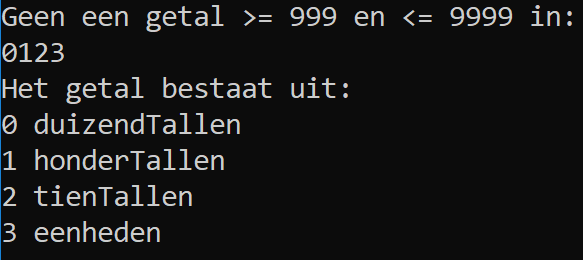 Geen een getal >= 999 en <= 9999 in:
0123
Het getal bestaat uit:
0 duizendTallen
1 honderTallen
2 tienTallen
3 eenheden